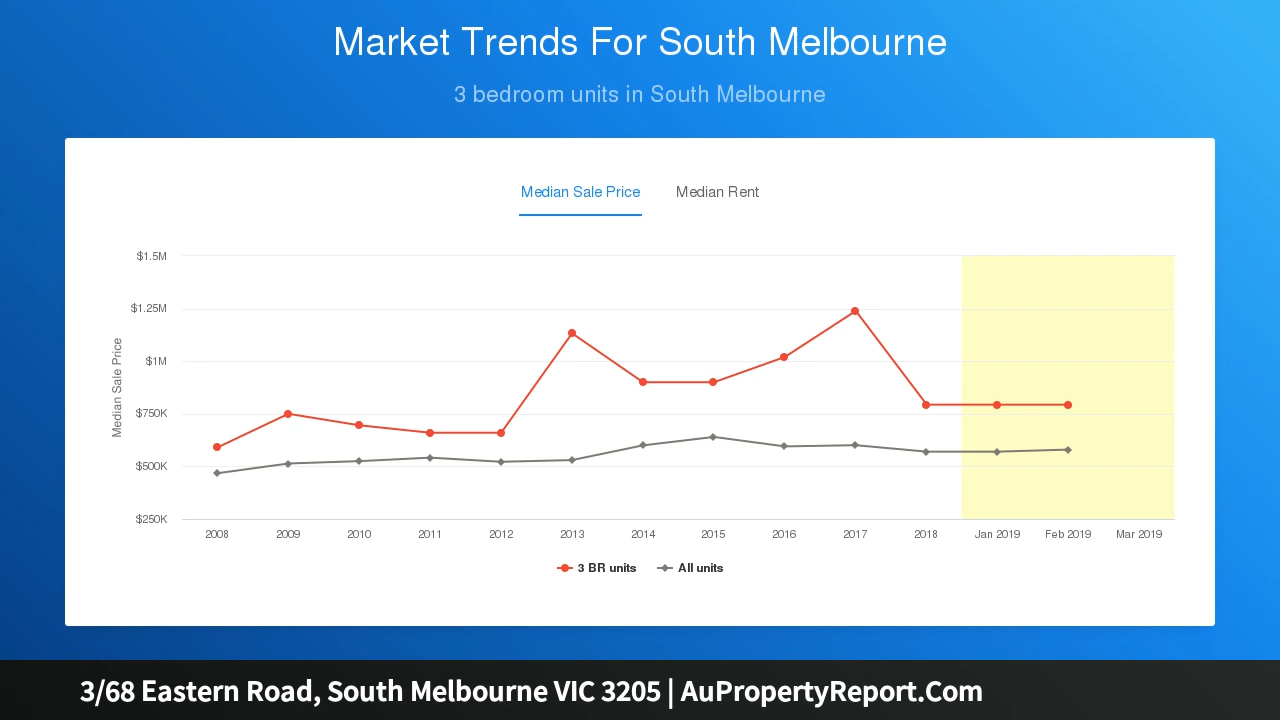 Market Trends For South Melbourne
3 bedroom units in South Melbourne
Median Sale Price Median Rent
Median Sale Price
$1.5M
$1.25M
$1M
$750K
$500K
$250K
2008 2009 2010 2011 2012 2013 2014 2015 2016 2017 2018 Jan 2019 Feb 2019 Mar 2019
3 BR units All units
3/68 Eastern Road, South Melbourne VIC 3205 | AuPropertyReport.Com